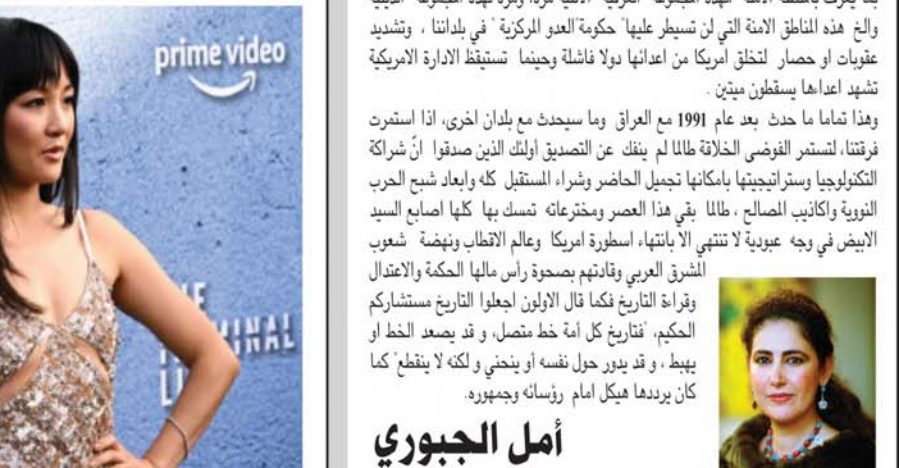 prime video
THE
TERMINAL
LI
والخ هذه المناطق الامنة التي لن تسيطر عليها" حكومة"العدو المركزية " في بلداننا ، وتشديد
عقوبات او حصار لتخلق امريكا من اعدائها دولا فاشلة وحينما تستيقظ الادارة الامريكية
تشهد اعداءها يسقطون ميتين .
وهذا تماما ما حدث بعد عام 1991 مع العراق وما سيحدث مع بلدان اخرى، اذا استمرت
فرقتنا، لتستمر الفوضى الخلاقة طالما لم ينفك عن التصديق أولئك الذين صدقوا انّ شراكة
التكنولوجيا وستراتيجيتها بامكانها تجميل الحاضر وشراء المستقبل كله وابعاد شبح الحرب
النووية واكاذيب المصالح ، طالما بقي هذا العصر ومخترعاته تمسك بها كلها اصابع السيد
الابيض في وجه عبودية لا تنتهي الا بانتهاء اسطورة امريكا وعالم الاقطاب ونهضة شعوب
المشرق العربي وقادتهم بصحوة رأس مالها الحكمة والاعتدال
وقراءة التاريخ فكما قال الاولون اجعلوا التاريخ مستشاركم
الحكيم، "فتاريخ كل أمة خط متصل، و قد يصعد الخط او
يهبط ، و قد يدور حول نفسه أو ينحني و لكنه لا ينقطع" كما
كان يرددها هيكل امام رؤسائه وجمهوره.
أمل الجبوري